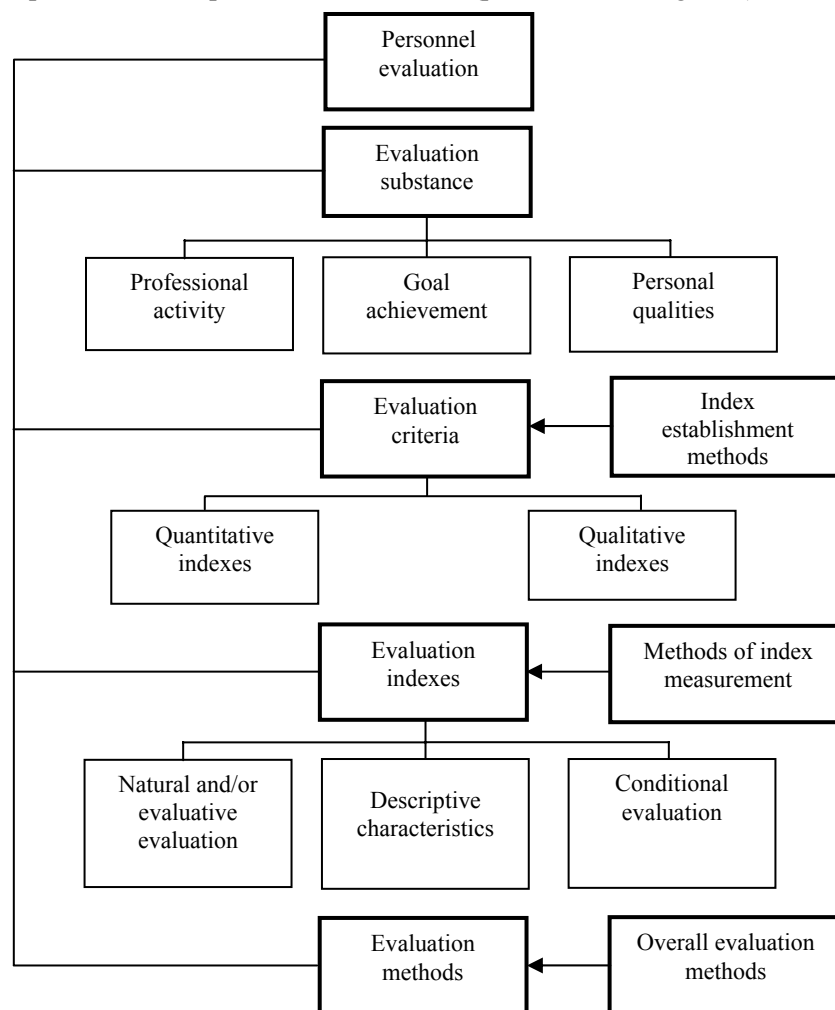 Personnel
evaluation
Evaluation
substance
Professional
activity
Goal
achievement
Personal
qualities
Evaluation
criteria
Index
establishment
methods
Quantitative
indexes
Qualitative
indexes
Evaluation
indexes
Methods of index
measurement
Natural and/or
evaluative
evaluation
Descriptive
characteristics
Conditional
evaluation
Evaluation
methods
Overall evaluation
methods